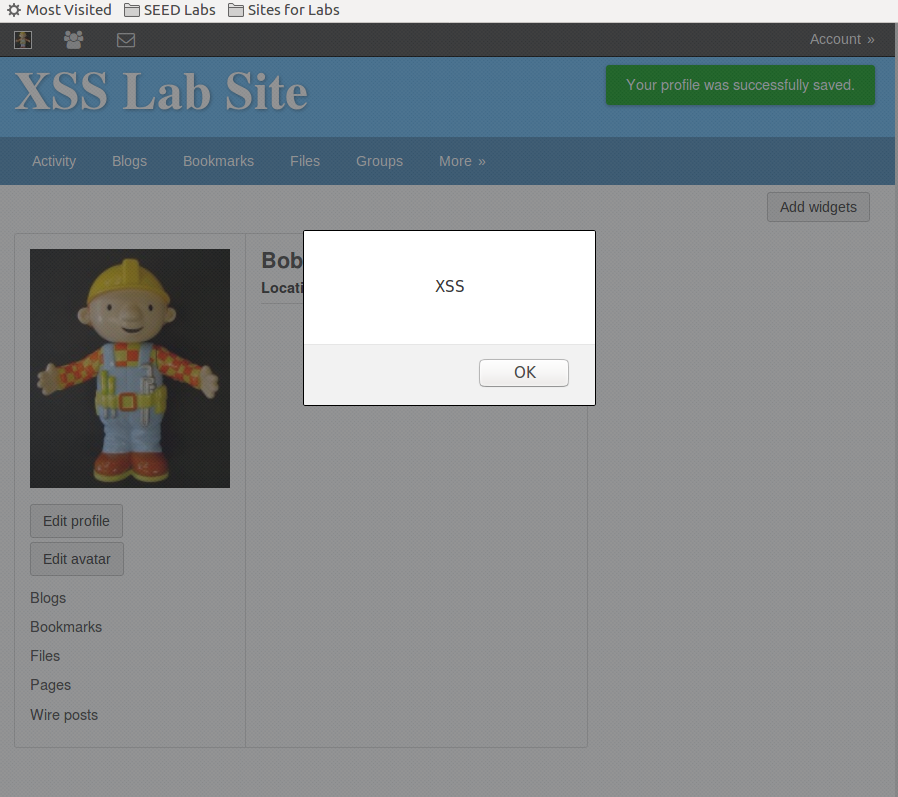 Most Visited SEED Labs Sites for Labs
Account »
XSS Lab Site
Your profile was successfully saved.
Activity Blogs Bookmarks Files Groups More »
Add widgets
Bob
Locati
XSS
OK
Edit profile
Edit avatar
Blogs
Bookmarks
Files
Pages
Wire posts